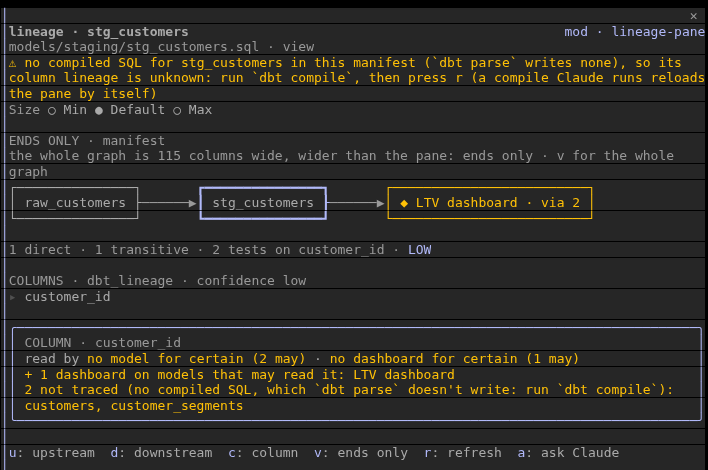 ×
lineage · stg_customers mod · lineage-pane
models/staging/stg_customers.sql · view
⚠ no compiled SQL for stg_customers in this manifest (`dbt parse` writes none), so its
column lineage is unknown: run `dbt compile`, then press r (a compile Claude runs reloads
the pane by itself)
Size ○ Min ● Default ○ Max
ENDS ONLY · manifest
the whole graph is 115 columns wide, wider than the pane: ends only · v for the whole
graph
raw_customers ▶ stg_customers ▶ ◆ LTV dashboard · via 2
1 direct · 1 transitive · 2 tests on customer_id · LOW
COLUMNS · dbt_lineage · confidence low
▸ customer_id
COLUMN · customer_id
read by no model for certain (2 may) · no dashboard for certain (1 may)
+ 1 dashboard on models that may read it: LTV dashboard
2 not traced (no compiled SQL, which `dbt parse` doesn't write: run `dbt compile`):
customers, customer_segments
u: upstream d: downstream c: column v: ends only r: refresh a: ask Claude